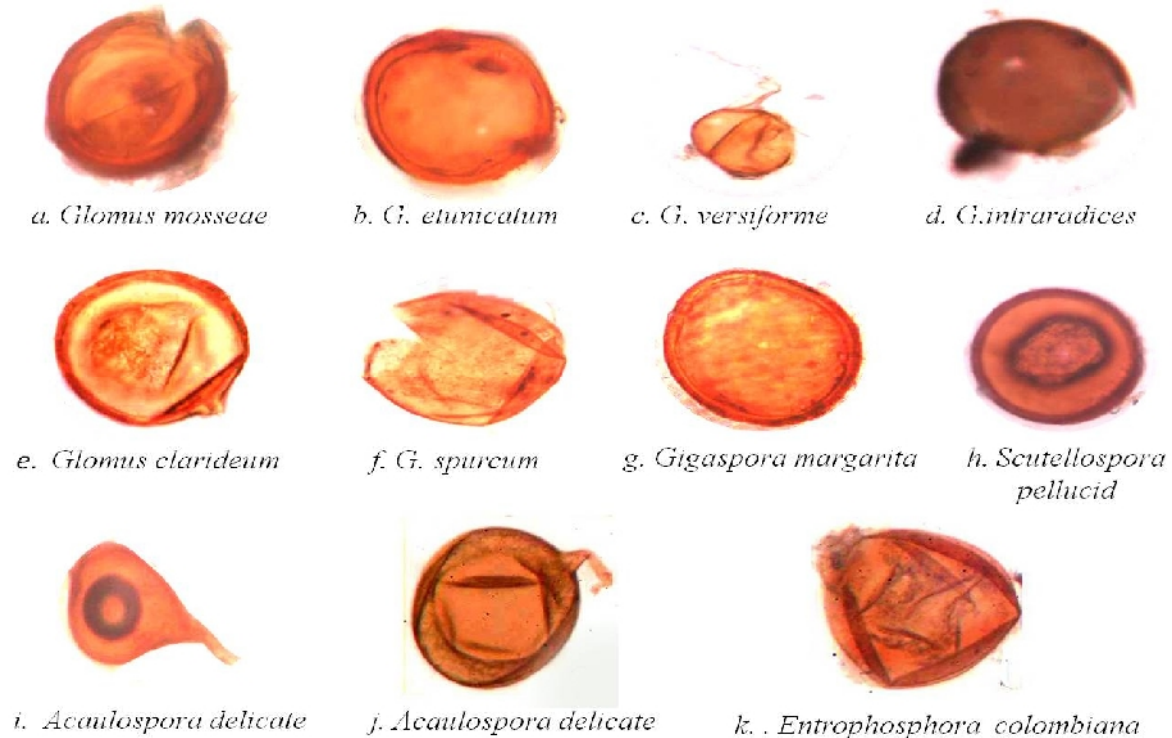 a. Glomus mosseae
b. G. etunicatum
c. G. versiforme
d. G.intraradices
e. Glomus clarideum
f. G. spurcum
g. Gigaspora margarita
h. Scutellospora
pellucid
i. Acaulospora delicate
j. Acaulospora delicate
k. . Entrophosphora colombiana